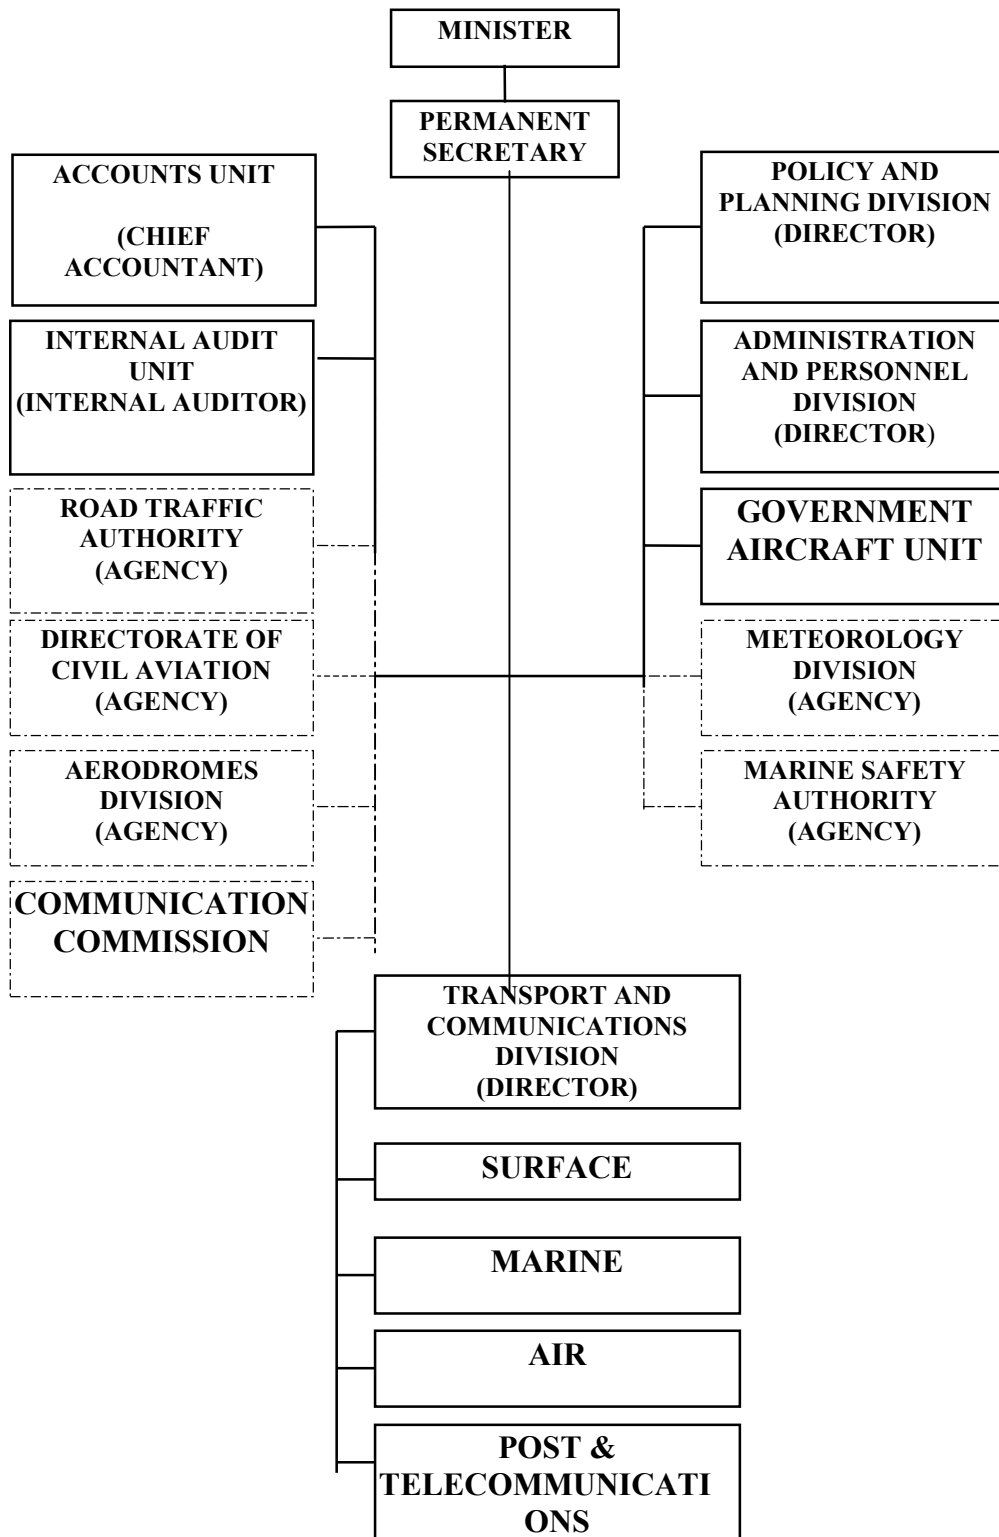 MINISTER
PERMANENT
SECRETARY
ACCOUNTS UNIT
(CHIEF
ACCOUNTANT)
POLICY AND
PLANNING DIVISION
(DIRECTOR)
INTERNAL AUDIT
UNIT
(INTERNAL AUDITOR)
ADMINISTRATION
AND PERSONNEL
DIVISION
(DIRECTOR)
ROAD TRAFFIC
AUTHORITY
(AGENCY)
GOVERNMENT
AIRCRAFT UNIT
DIRECTORATE OF
CIVIL AVIATION
(AGENCY)
METEOROLOGY
DIVISION
(AGENCY)
AERODROMES
DIVISION
(AGENCY)
MARINE SAFETY
AUTHORITY
(AGENCY)
COMMUNICATION
COMMISSION
TRANSPORT AND
COMMUNICATIONS
DIVISION
(DIRECTOR)
SURFACE
MARINE
AIR
POST &
TELECOMMUNICATI
ONS